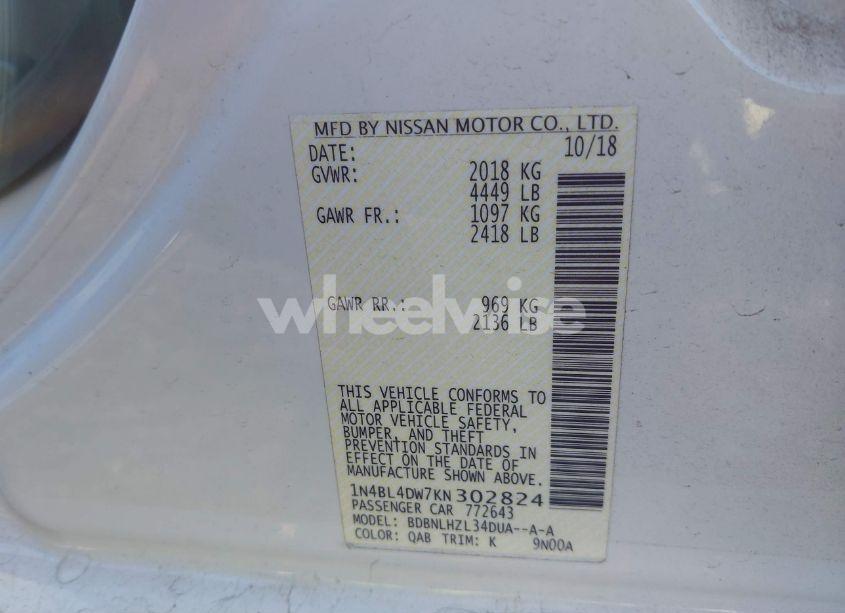 MFD BY NISSAN MOTOR CO., LTD.
DATE: 10/18
GVWR: 2018 KG
4449 LB
GAWR FR.: 1097 KG
2418 LB
GAWR RR.: 969 KG
2136 LB
wheelwise
THIS VEHICLE CONFORMS TO
ALL APPLICABLE FEDERAL
MOTOR VEHICLE SAFETY,
BUMPER, AND THEFT
PREVENTION STANDARDS IN
EFFECT ON THE DATE OF
MANUFACTURE SHOWN ABOVE.
1N4BL4DW7KN302824
PASSENGER CAR 772643
MODEL: BDBNLHZL34DUA--A-A
COLOR: QAB TRIM: K 9N00A